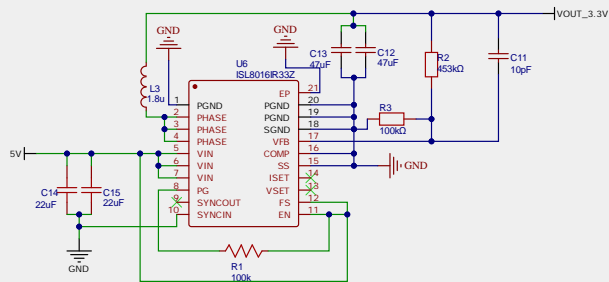 VOUT_3.3V
GND
GND
C13
47uF
C12
47uF
R2
453kΩ
C11
10pF
U6
ISL8016IR33Z
L3
1.8u
EP 21
1 PGND
PGND 20
2 PHASE
PGND 19
3 PHASE
SGND 18
4 PHASE
VFB 17
5 VIN
COMP 16
6 VIN
SS 15
7 VIN
ISET 14
8 PG
VSET 13
9 SYNCOUT
FS 12
10 SYNCIN
EN 11
R3
100kΩ
GND
5V
C14
22uF
C15
22uF
GND
R1
100k